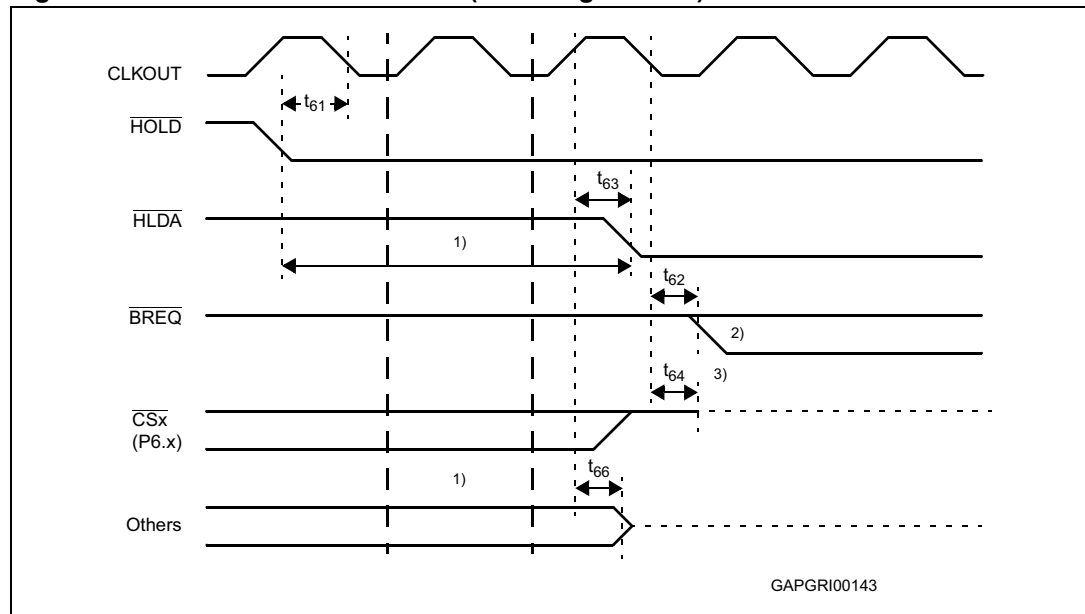 CLKOUT
t61
HOLD
t63
HLDA
1)
t62
BREQ
2)
t64
3)
CSx
(P6.x)
1)
t66
Others
GAPGRI00143